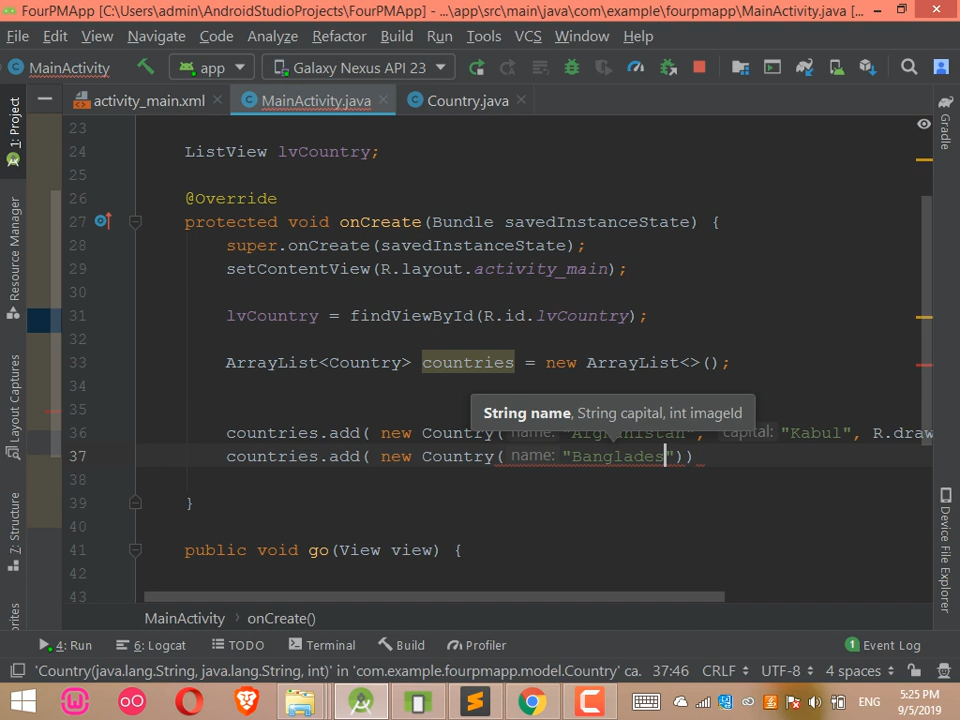 FourPMApp [C:\Users\admin\AndroidStudioProjects\FourPMApp] - ...\app\src\main\java\com\example\fourpmapp\MainActivity.java [...
File Edit View Navigate Code Analyze Refactor Build Run Tools VCS Window Help
MainActivity app Galaxy Nexus API 23
activity_main.xml MainActivity.java Country.java
1: Project
Resource Manager
Layout Captures
7: Structure
Gradle
Device File Explorer
23
24 ListView lvCountry;
25
26 @Override
27 protected void onCreate(Bundle savedInstanceState) {
28 super.onCreate(savedInstanceState);
29 setContentView(R.layout.activity_main);
30
31 lvCountry = findViewById(R.id.lvCountry);
32
33 ArrayList<Country> countries = new ArrayList<>();
34
String name, String capital, int imageId
35
36 countries.add( new Country( name: "Afghanistan", capital: "Kabul", R.draw
37 countries.add( new Country( name: "Banglades"))
38
39 }
40
41 public void go(View view) {
42
43
MainActivity › onCreate()
4: Run 6: Logcat TODO Terminal Build Profiler Event Log
'Country(java.lang.String, java.lang.String, int)' in 'com.example.fourpmapp.model.Country' ca. 37:46 CRLF UTF-8 4 spaces
ENG 5:25 PM
9/5/2019